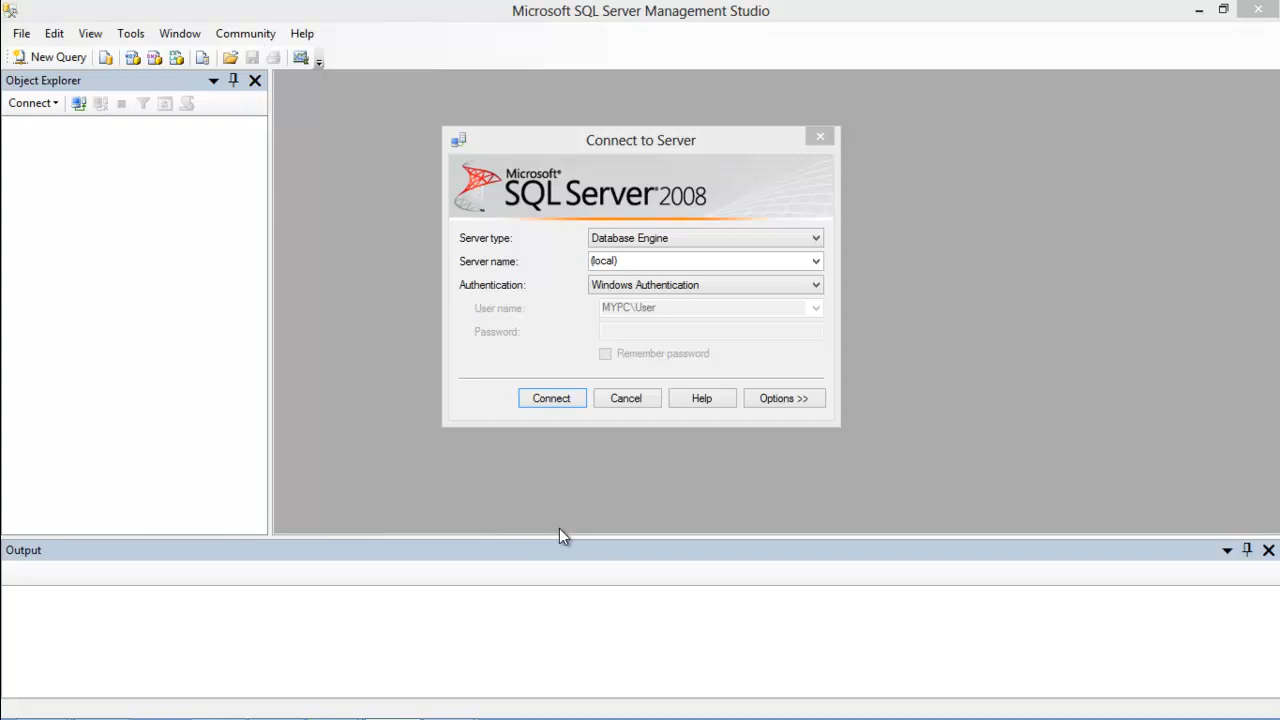 Microsoft SQL Server Management Studio
File Edit View Tools Window Community Help
New Query
Object Explorer
Connect
Connect to Server
Microsoft®
SQL Server® 2008
Server type: Database Engine
Server name: (local)
Authentication: Windows Authentication
User name: MYPC\User
Password:
Remember password
Connect Cancel Help Options >>
Output